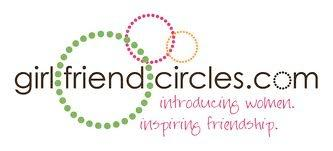 girlfriendcircles.com
introducing women.
inspiring friendship.